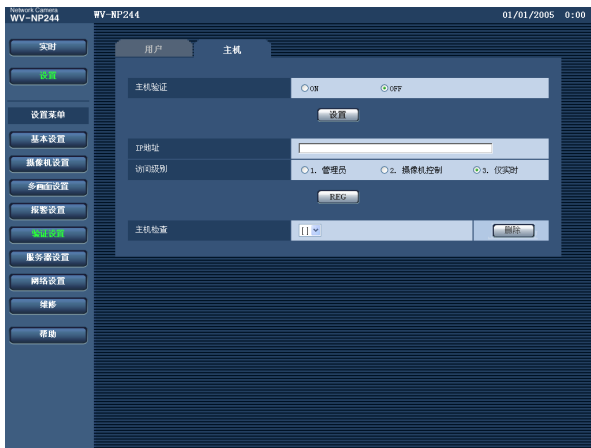 Network Camera
WV-NP244
WV-NP244 01/01/2005 0:00
实时
设置
设置菜单
基本设置
摄像机设置
多画面设置
报警设置
验证设置
服务器设置
网络设置
维修
帮助
用户 主机
主机验证 ON OFF
设置
IP地址
访问级别 1. 管理员 2. 摄像机控制 3. 仅实时
REG
主机检查 [ ] 删除